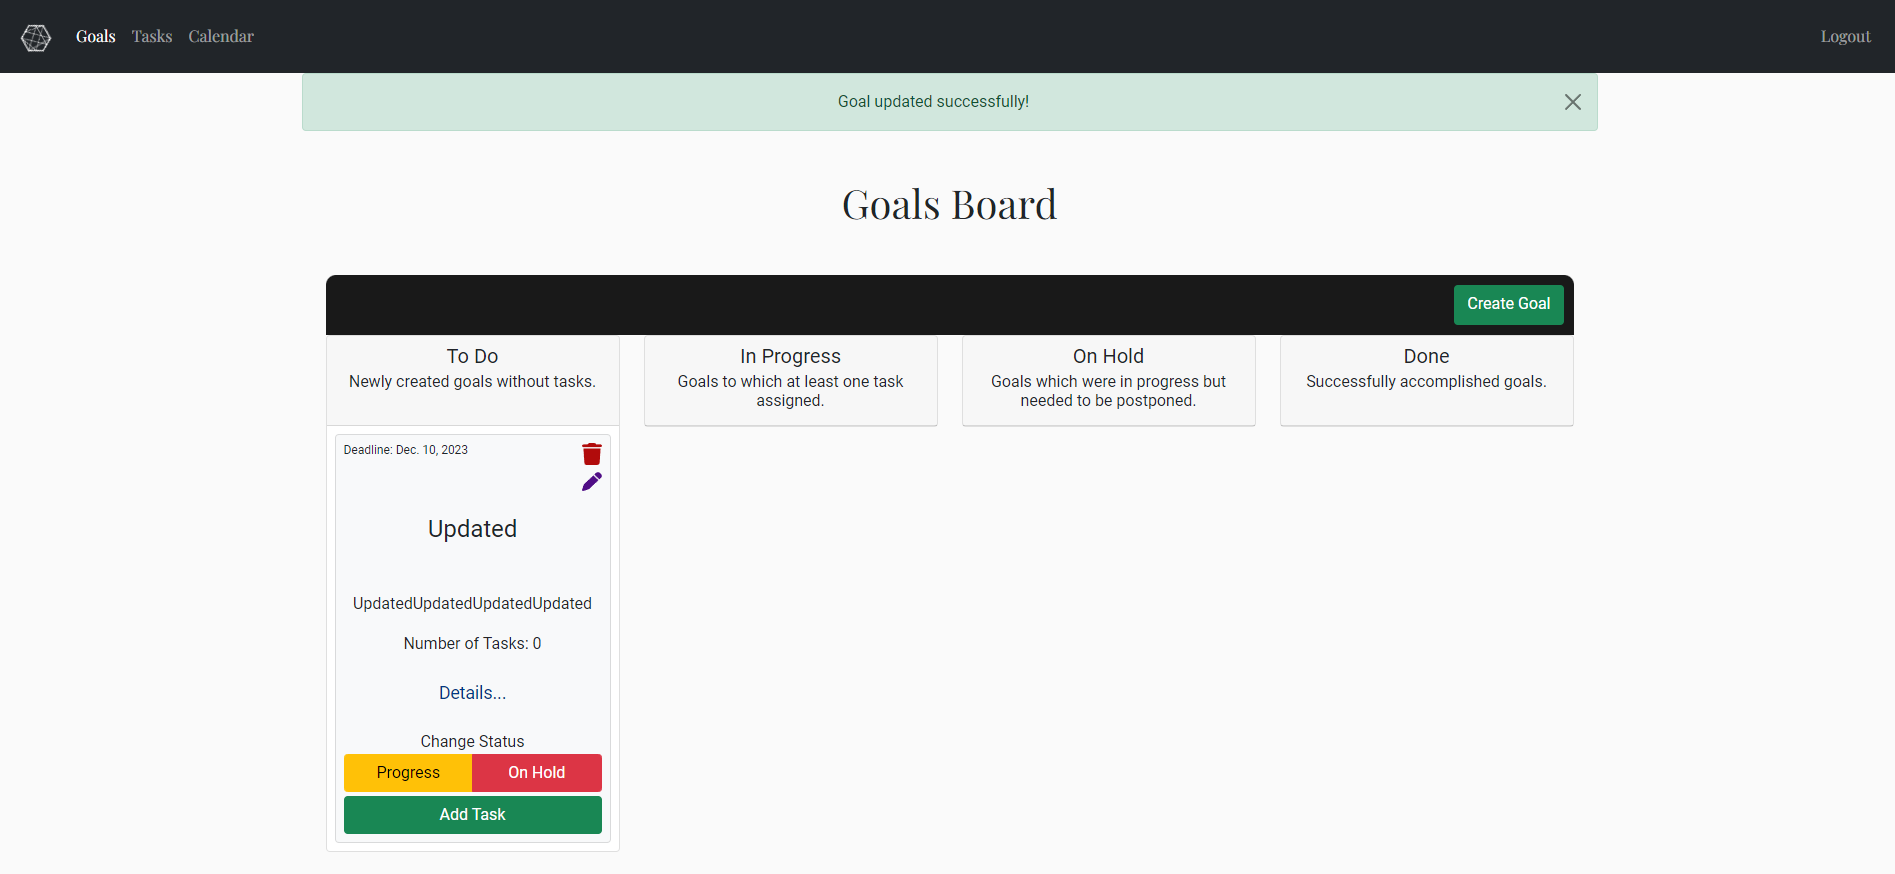 Goals Tasks Calendar Logout
Goal updated successfully!
Goals Board
Create Goal
To Do
Newly created goals without tasks.
In Progress
Goals to which at least one task
assigned.
On Hold
Goals which were in progress but
needed to be postponed.
Done
Successfully accomplished goals.
Deadline: Dec. 10, 2023
Updated
UpdatedUpdatedUpdatedUpdated
Number of Tasks: 0
Details...
Change Status
Progress On Hold
Add Task